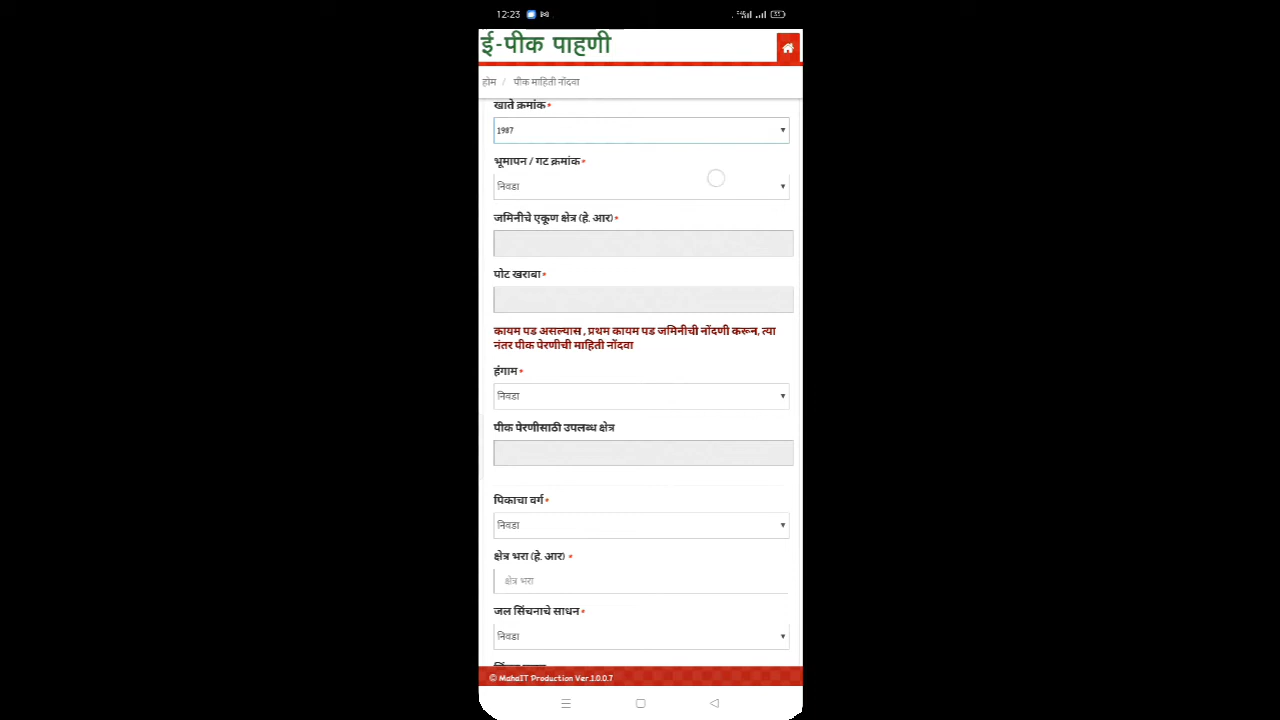 12:23
ई-पीक पाहणी
होम / पीक माहिती नोंदवा
खाते क्रमांक*
1987
भूमापन / गट क्रमांक*
निवडा
जमिनीचे एकूण क्षेत्र (हे. आर)*
पोट खराबा*
कायम पड असल्यास , प्रथम कायम पड जमिनीची नोंदणी करून, त्या
नंतर पीक पेरणीची माहिती नोंदवा
हंगाम*
निवडा
पीक पेरणीसाठी उपलब्ध क्षेत्र
पिकाचा वर्ग*
निवडा
क्षेत्र भरा (हे. आर) *
क्षेत्र भरा
जल सिंचनाचे साधन*
निवडा
© MahaIT Production Ver.1.0.0.7